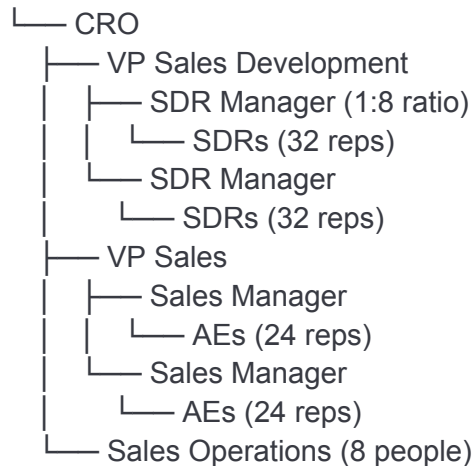 CRO
VP Sales Development
SDR Manager (1:8 ratio)
SDRs (32 reps)
SDR Manager
SDRs (32 reps)
VP Sales
Sales Manager
AEs (24 reps)
Sales Manager
AEs (24 reps)
Sales Operations (8 people)